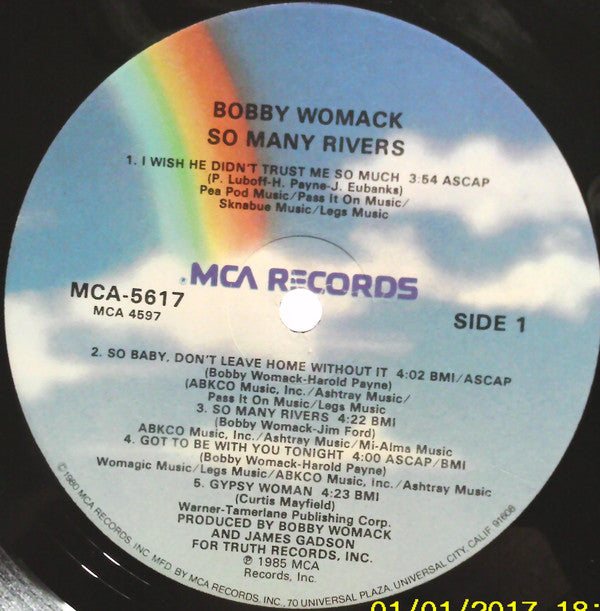 BOBBY WOMACK
SO MANY RIVERS
1. I WISH HE DIDN'T TRUST ME SO MUCH 3:54 ASCAP
(P. Luboff-H. Payne-J. Eubanks)
Pea Pod Music/Pass It On Music/
Sknabue Music/Legs Music
MCA RECORDS
MCA-5617
MCA 4597
SIDE 1
2. SO BABY, DON'T LEAVE HOME WITHOUT IT 4:02 BMI/ASCAP
(Bobby Womack-Harold Payne)
(ABKCO Music, Inc./Ashtray Music/
Pass It On Music/Legs Music
3. SO MANY RIVERS 4:22 BMI
(Bobby Womack-Jim Ford)
ABKCO Music, Inc./Ashtray Music/Mi-Alma Music
4. GOT TO BE WITH YOU TONIGHT 4:00 ASCAP/BMI
(Bobby Womack-Harold Payne)
Womagic Music/Legs Music/ABKCO Music, Inc./Ashtray Music
5. GYPSY WOMAN 4:23 BMI
(Curtis Mayfield)
Warner-Tamerlane Publishing Corp.
PRODUCED BY BOBBY WOMACK
AND JAMES GADSON
FOR TRUTH RECORDS, INC.
℗ 1985 MCA
Records, Inc.
© 1980 MCA RECORDS, INC. MFD. BY MCA RECORDS, INC., 70 UNIVERSAL PLAZA, UNIVERSAL CITY, CALIF. 91608
01/01/2017